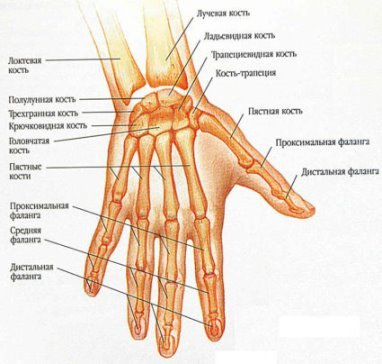 Лучевая кость
Ладьевидная кость
Трапециевидная кость
Кость-трапеция
Локтевая
кость
Полулунная кость
Трехгранная кость
Крючковидная кость
Головчатая
кость
Пястные
кости
Проксимальная
фаланга
Средняя
фаланга
Дистальная
фаланга
Пястная кость
Проксимальная фаланга
Дистальная фаланга